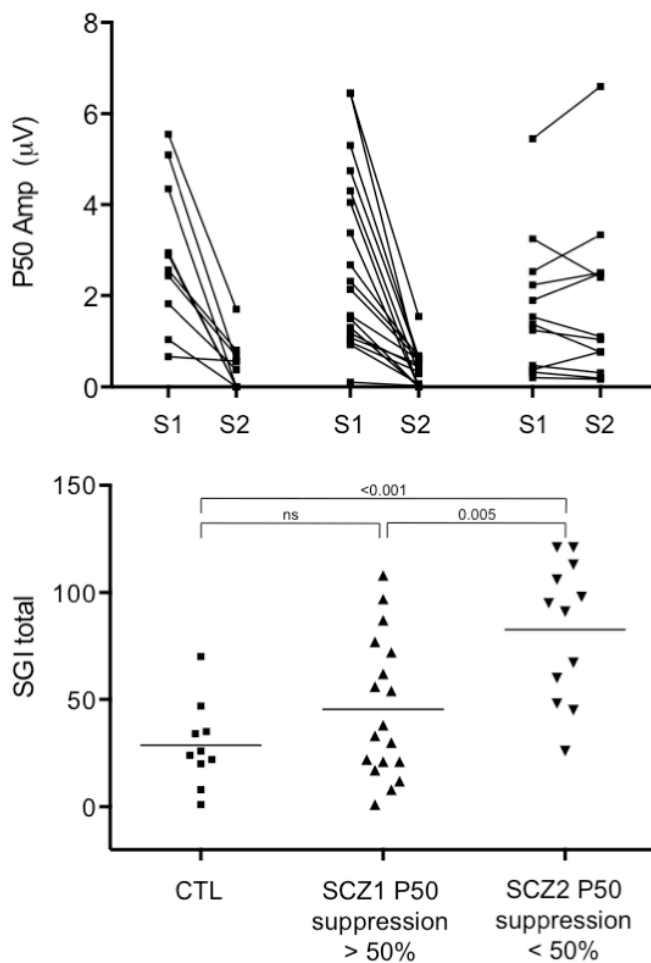 8
6
4
2
0
P50 Amp (μV)
S1 S2 S1 S2 S1 S2
150
100
50
0
SGI total
<0.001
ns 0.005
CTL SCZ1 P50 SCZ2 P50
suppression suppression
> 50% < 50%